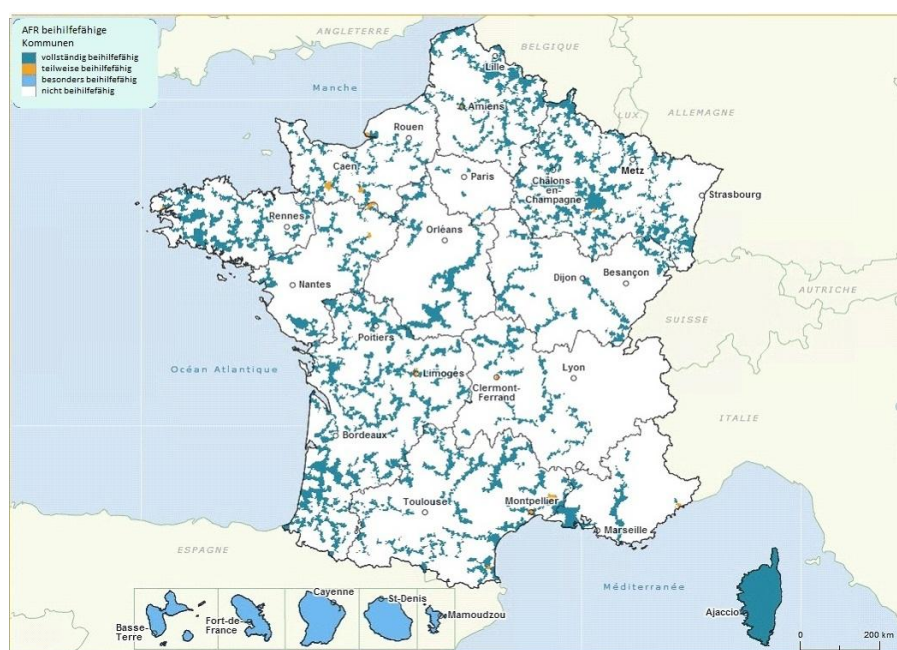 AFR beihilfefähige
Kommunen
vollständig beihilfefähig
teilweise beihilfefähig
besonders beihilfefähig
nicht beihilfefähig
ANGLETERRE
BELGIQUE
Lille
Manche
LUX.
ALLEMAGNE
Amiens
Rouen
Caen
Metz
Paris
Châlons-
en-
Champagne
Strasbourg
Rennes
Orléans
Nantes
Dijon
Besançon
AUTRICHE
SUISSE
Poitiers
Océan Atlantique
Limoges
Clermont-
Ferrand
Lyon
ITALIE
Bordeaux
Toulouse
Montpellier
Marseille
ESPAGNE
Méditerranée
Cayenne
St-Denis
Basse-
Terre
Fort-de-
France
Mamoudzou
Ajaccio
0
200 km